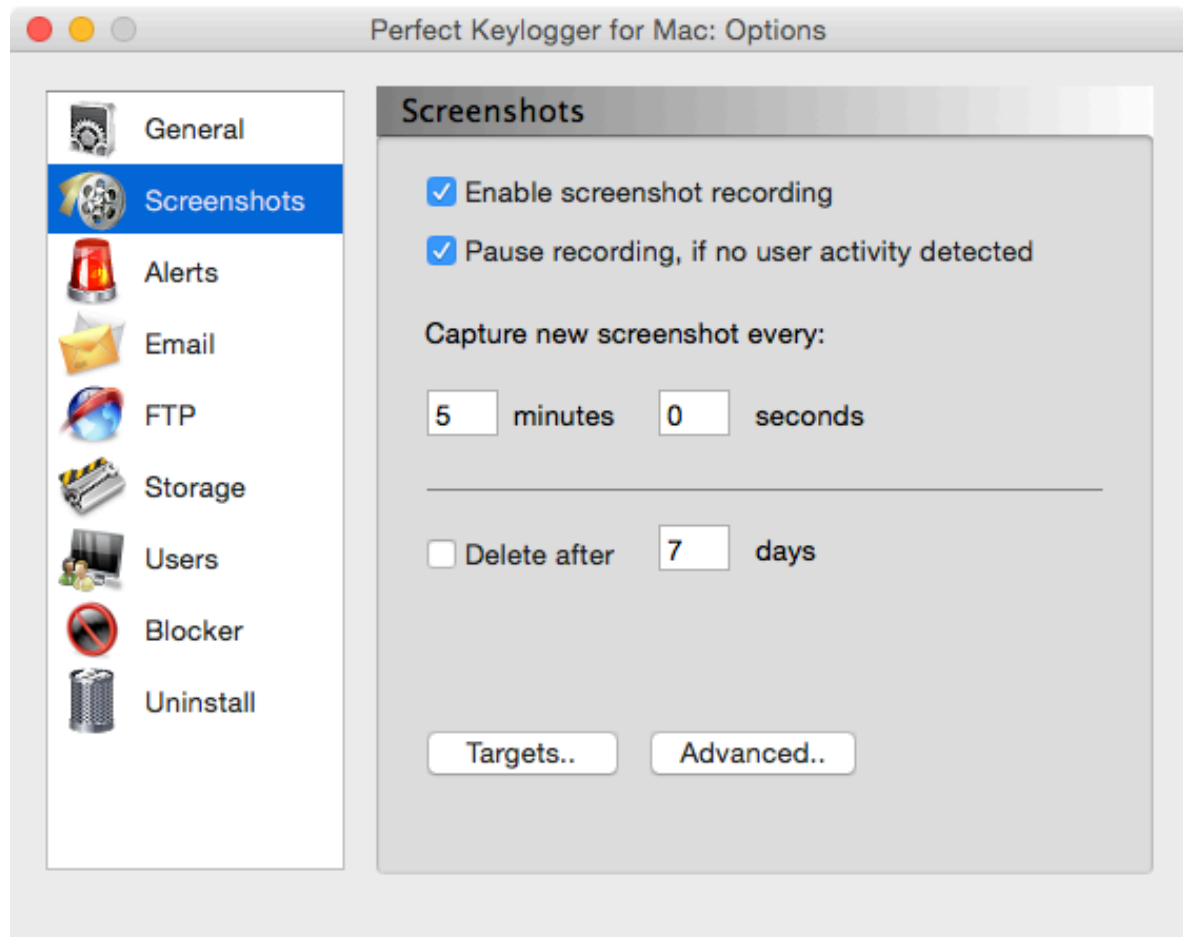 Perfect Keylogger for Mac: Options
General
Screenshots
Alerts
Email
FTP
Storage
Users
Blocker
Uninstall
Screenshots
Enable screenshot recording
Pause recording, if no user activity detected
Capture new screenshot every:
5 minutes 0 seconds
Delete after 7 days
Targets.. Advanced..